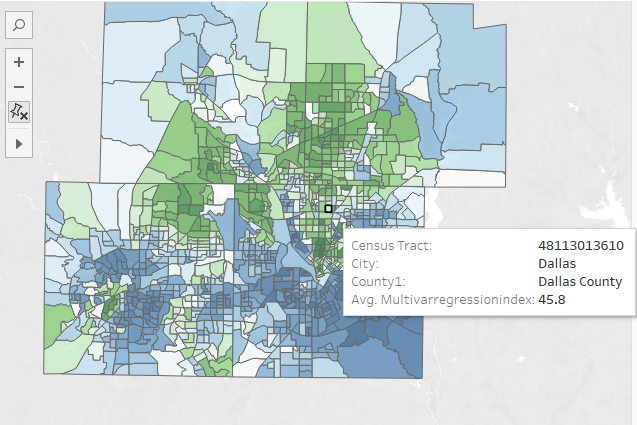 Census Tract: 48113013610
City: Dallas
County1: Dallas County
Avg. Multivarregressionindex: 45.8